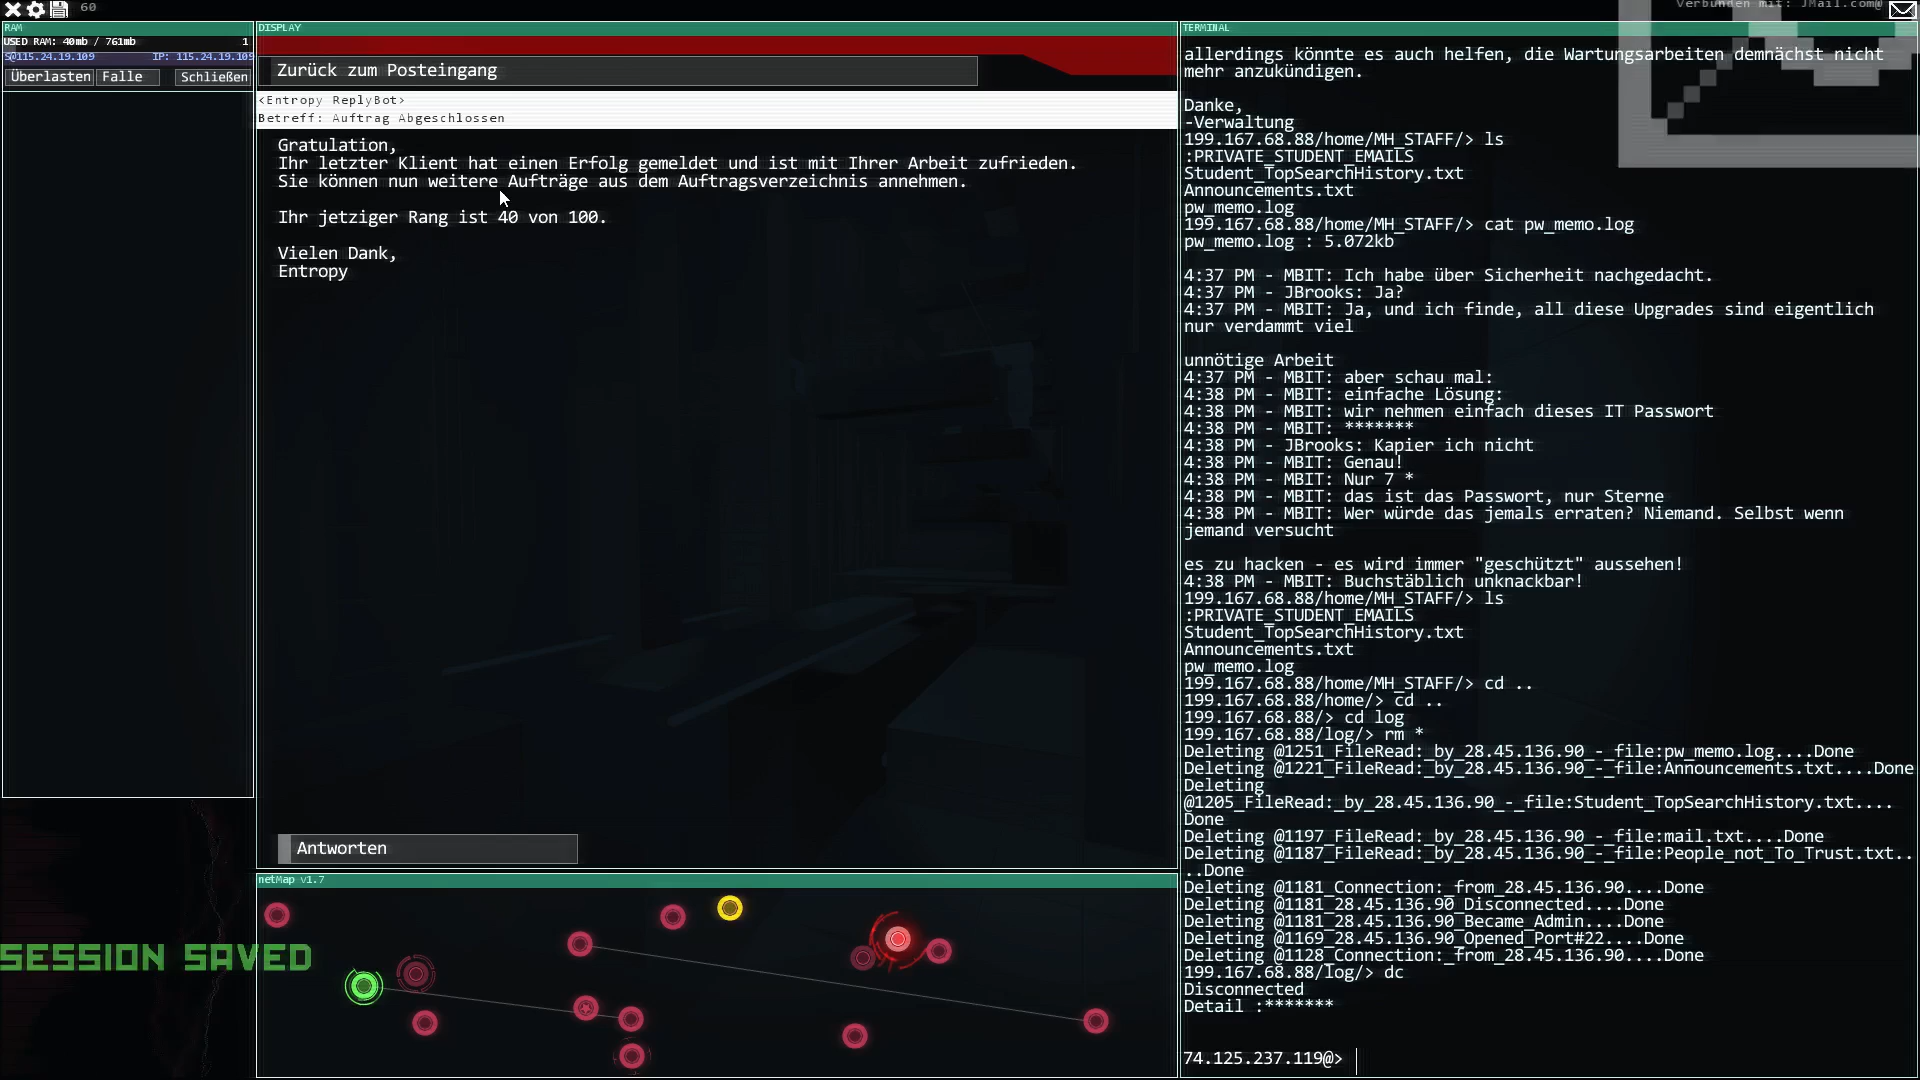 60
Verbunden mit: JMail.com@
RAM
USED RAM: 40mb / 761mb 1
S@115.24.19.109 IP: 115.24.19.109
Überlasten Falle Schließen
DISPLAY
Zurück zum Posteingang
<Entropy ReplyBot>
Betreff: Auftrag Abgeschlossen
Gratulation,
Ihr letzter Klient hat einen Erfolg gemeldet und ist mit Ihrer Arbeit zufrieden.
Sie können nun weitere Aufträge aus dem Auftragsverzeichnis annehmen.
Ihr jetziger Rang ist 40 von 100.
Vielen Dank,
Entropy
Antworten
netMap v1.7
SESSION SAVED
TERMINAL
allerdings könnte es auch helfen, die Wartungsarbeiten demnächst nicht
mehr anzukündigen.
Danke,
-Verwaltung
199.167.68.88/home/MH_STAFF/> ls
:PRIVATE_STUDENT_EMAILS
Student_TopSearchHistory.txt
Announcements.txt
pw_memo.log
199.167.68.88/home/MH_STAFF/> cat pw_memo.log
pw_memo.log : 5.072kb
4:37 PM - MBIT: Ich habe über Sicherheit nachgedacht.
4:37 PM - JBrooks: Ja?
4:37 PM - MBIT: Ja, und ich finde, all diese Upgrades sind eigentlich
nur verdammt viel
unnötige Arbeit
4:37 PM - MBIT: aber schau mal:
4:38 PM - MBIT: einfache Lösung:
4:38 PM - MBIT: wir nehmen einfach dieses IT Passwort
4:38 PM - MBIT: *******
4:38 PM - JBrooks: Kapier ich nicht
4:38 PM - MBIT: Genau!
4:38 PM - MBIT: Nur 7 *
4:38 PM - MBIT: das ist das Passwort, nur Sterne
4:38 PM - MBIT: Wer würde das jemals erraten? Niemand. Selbst wenn
jemand versucht
es zu hacken - es wird immer "geschützt" aussehen!
4:38 PM - MBIT: Buchstäblich unknackbar!
199.167.68.88/home/MH_STAFF/> ls
:PRIVATE_STUDENT_EMAILS
Student_TopSearchHistory.txt
Announcements.txt
pw_memo.log
199.167.68.88/home/MH_STAFF/> cd ..
199.167.68.88/home/> cd ..
199.167.68.88/> cd log
199.167.68.88/log/> rm *
Deleting @1251_FileRead:_by_28.45.136.90_-_file:pw_memo.log....Done
Deleting @1221_FileRead:_by_28.45.136.90_-_file:Announcements.txt....Done
Deleting
@1205_FileRead:_by_28.45.136.90_-_file:Student_TopSearchHistory.txt....
Done
Deleting @1197_FileRead:_by_28.45.136.90_-_file:mail.txt....Done
Deleting @1187_FileRead:_by_28.45.136.90_-_file:People_not_To_Trust.txt..
..Done
Deleting @1181_Connection:_from_28.45.136.90....Done
Deleting @1181_28.45.136.90_Disconnected....Done
Deleting @1181_28.45.136.90_Became_Admin....Done
Deleting @1169_28.45.136.90_Opened_Port#22....Done
Deleting @1128_Connection:_from_28.45.136.90....Done
199.167.68.88/log/> dc
Disconnected
Detail :*******
74.125.237.119@>